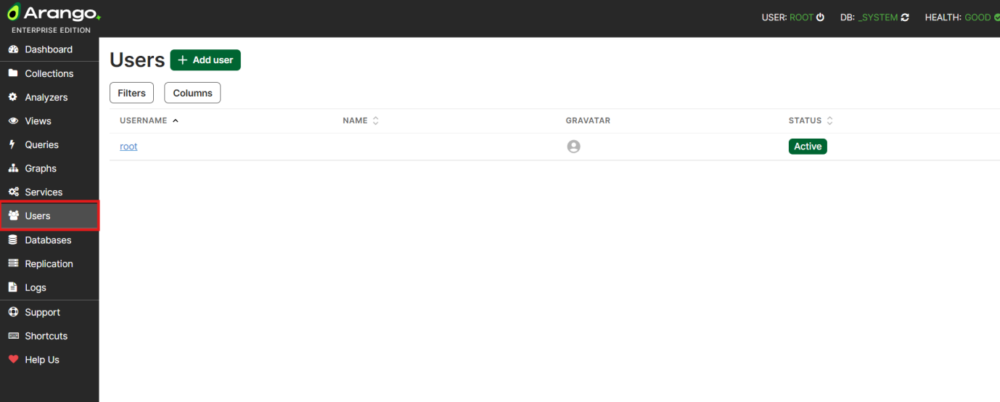 Arango
ENTERPRISE EDITION
USER: ROOT DB: _SYSTEM HEALTH: GOOD
Dashboard
Collections
Analyzers
Views
Queries
Graphs
Services
Users
Databases
Replication
Logs
Support
Shortcuts
Help Us
Users + Add user
Filters Columns
USERNAME NAME GRAVATAR STATUS
root Active